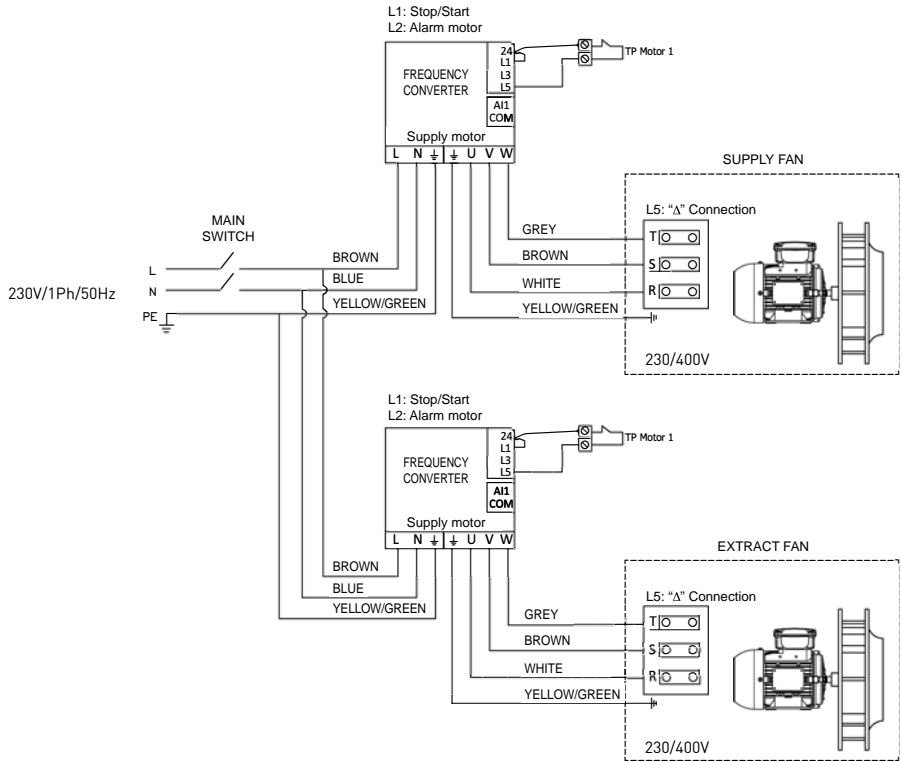 L1: Stop/Start
L2: Alarm motor
24
L1
L3
L5
TP Motor 1
FREQUENCY
CONVERTER
AI1
COM
Supply motor
L N U V W
SUPPLY FAN
L5: “Δ” Connection
MAIN
SWITCH
GREY
T
BROWN
BROWN
S
L
BLUE
WHITE
R
230V/1Ph/50Hz
N
YELLOW/GREEN
YELLOW/GREEN
PE
230/400V
L1: Stop/Start
L2: Alarm motor
24
L1
L3
L5
TP Motor 1
FREQUENCY
CONVERTER
AI1
COM
Supply motor
L N U V W
EXTRACT FAN
BROWN
BLUE
YELLOW/GREEN
L5: “Δ” Connection
GREY
T
BROWN
S
WHITE
R
YELLOW/GREEN
230/400V